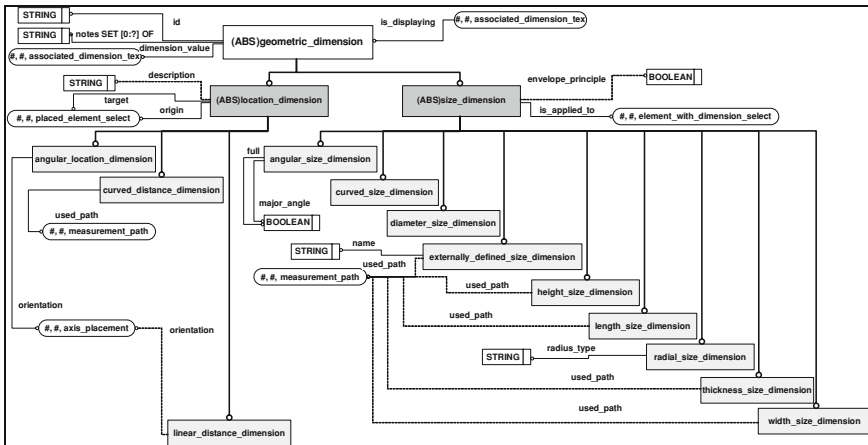 STRING
id
is_displaying
#, #, associated_dimension_tex
STRING
notes SET [0:?] OF
(ABS)geometric_dimension
dimension_value
#, #, associated_dimension_tex
description
envelope_principle
STRING
BOOLEAN
target
(ABS)location_dimension
(ABS)size_dimension
is_applied_to
origin
#, #, placed_element_select
#, #, element_with_dimension_select
full
angular_location_dimension
angular_size_dimension
curved_distance_dimension
curved_size_dimension
major_angle
used_path
BOOLEAN
diameter_size_dimension
#, #, measurement_path
name
STRING
externally_defined_size_dimension
used_path
#, #, measurement_path
used_path
height_size_dimension
orientation
used_path
#, #, axis_placement
orientation
length_size_dimension
radius_type
STRING
radial_size_dimension
used_path
thickness_size_dimension
used_path
width_size_dimension
linear_distance_dimension